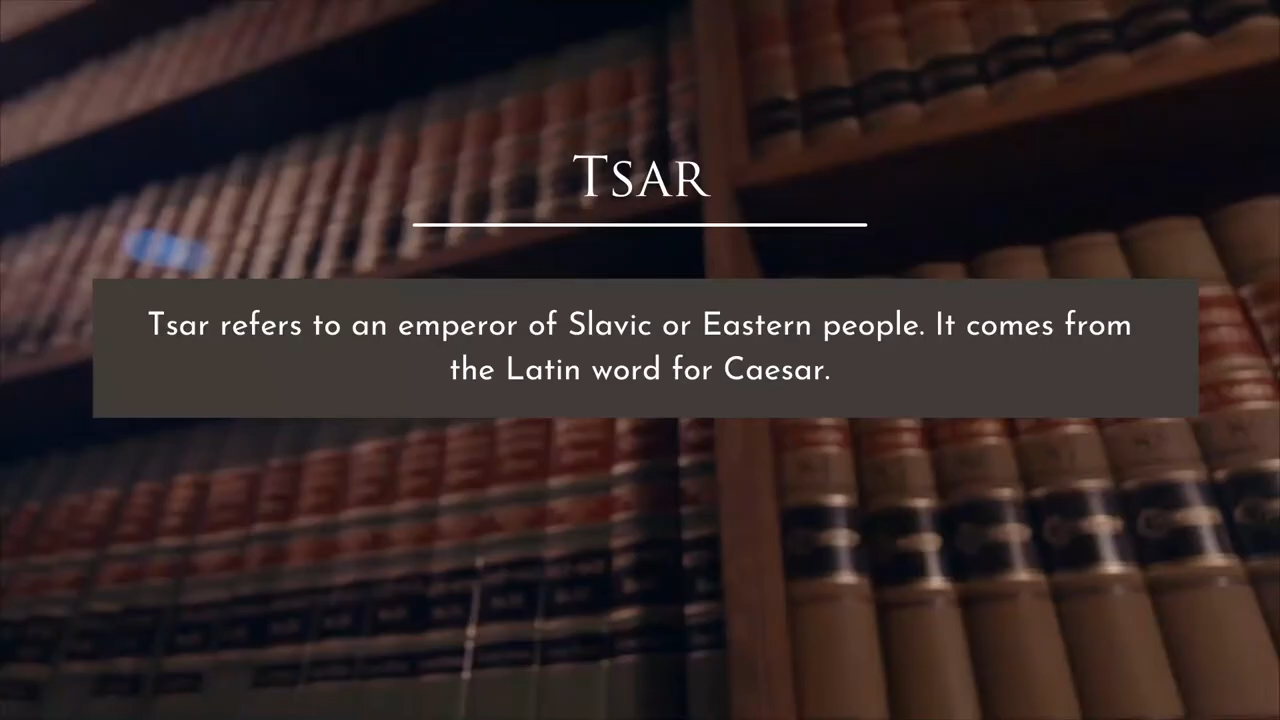 Tsar
Tsar refers to an emperor of Slavic or Eastern people. It comes from
the Latin word for Caesar.